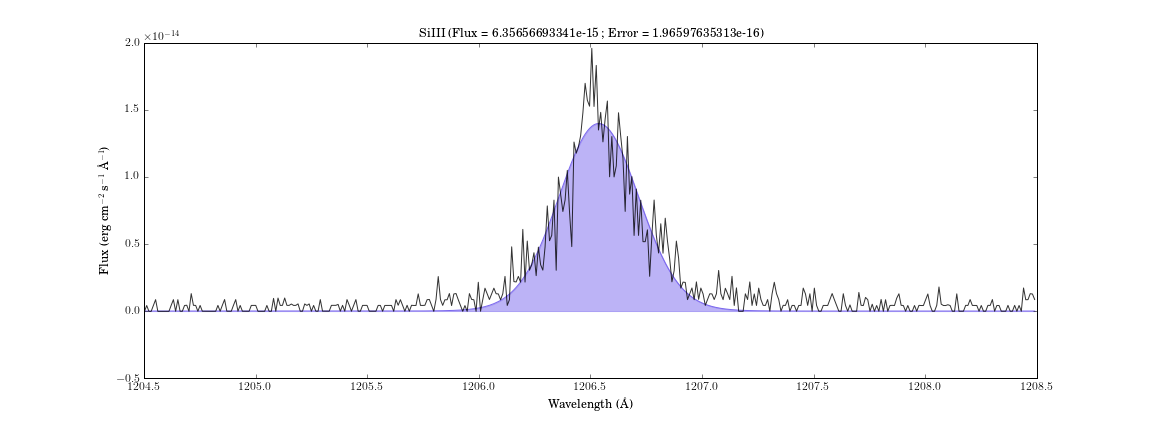 SiIII (Flux = 6.35656693341e-15 ; Error = 1.96597635313e-16)
×10⁻¹⁴
2.0
1.5
1.0
0.5
0.0
−0.5
Flux (erg cm⁻² s⁻¹ Å⁻¹)
1204.5 1205.0 1205.5 1206.0 1206.5 1207.0 1207.5 1208.0 1208.5
Wavelength (Å)